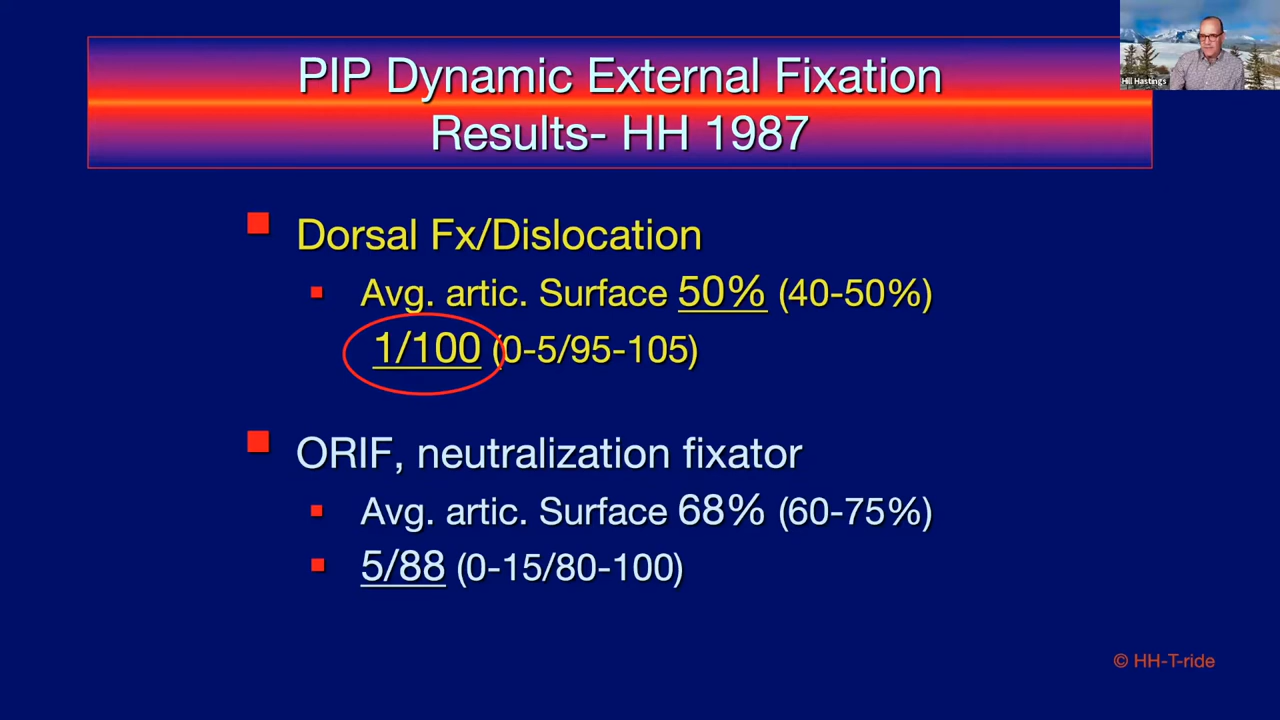 PIP Dynamic External Fixation
Results- HH 1987
Hill Hastings
Dorsal Fx/Dislocation
Avg. artic. Surface 50% (40-50%)
1/100 (0-5/95-105)
ORIF, neutralization fixator
Avg. artic. Surface 68% (60-75%)
5/88 (0-15/80-100)
© HH-T-ride